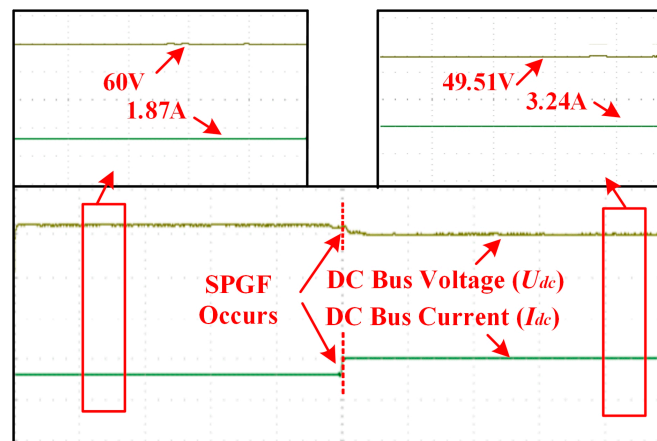 60V
1.87A
49.51V
3.24A
SPGF
Occurs
DC Bus Voltage (Udc)
DC Bus Current (Idc)